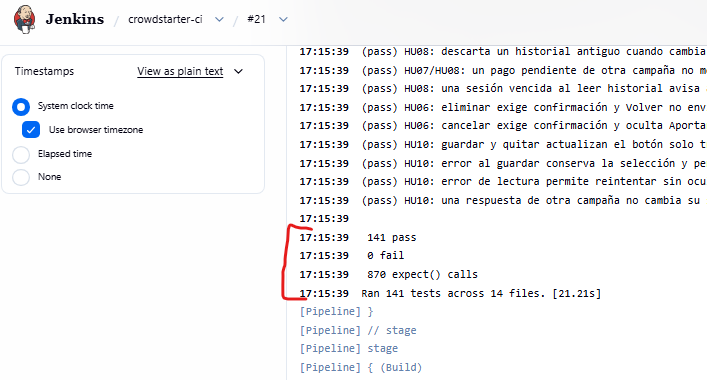 Jenkins / crowdstarter-ci / #21
Timestamps
View as plain text
System clock time
Use browser timezone
Elapsed time
None
17:15:39 (pass) HU08: descarta un historial antiguo cuando cambia
17:15:39 (pass) HU07/HU08: un pago pendiente de otra campaña no m
17:15:39 (pass) HU08: una sesión vencida al leer historial avisa
17:15:39 (pass) HU06: eliminar exige confirmación y Volver no env
17:15:39 (pass) HU06: cancelar exige confirmación y oculta Aporta
17:15:39 (pass) HU10: guardar y quitar actualizan el botón solo t
17:15:39 (pass) HU10: error al guardar conserva la selección y pe
17:15:39 (pass) HU10: error de lectura permite reintentar sin ocu
17:15:39 (pass) HU10: una respuesta de otra campaña no cambia su
17:15:39
17:15:39 141 pass
17:15:39 0 fail
17:15:39 870 expect() calls
17:15:39 Ran 141 tests across 14 files. [21.21s]
[Pipeline] }
[Pipeline] // stage
[Pipeline] stage
[Pipeline] { (Build)